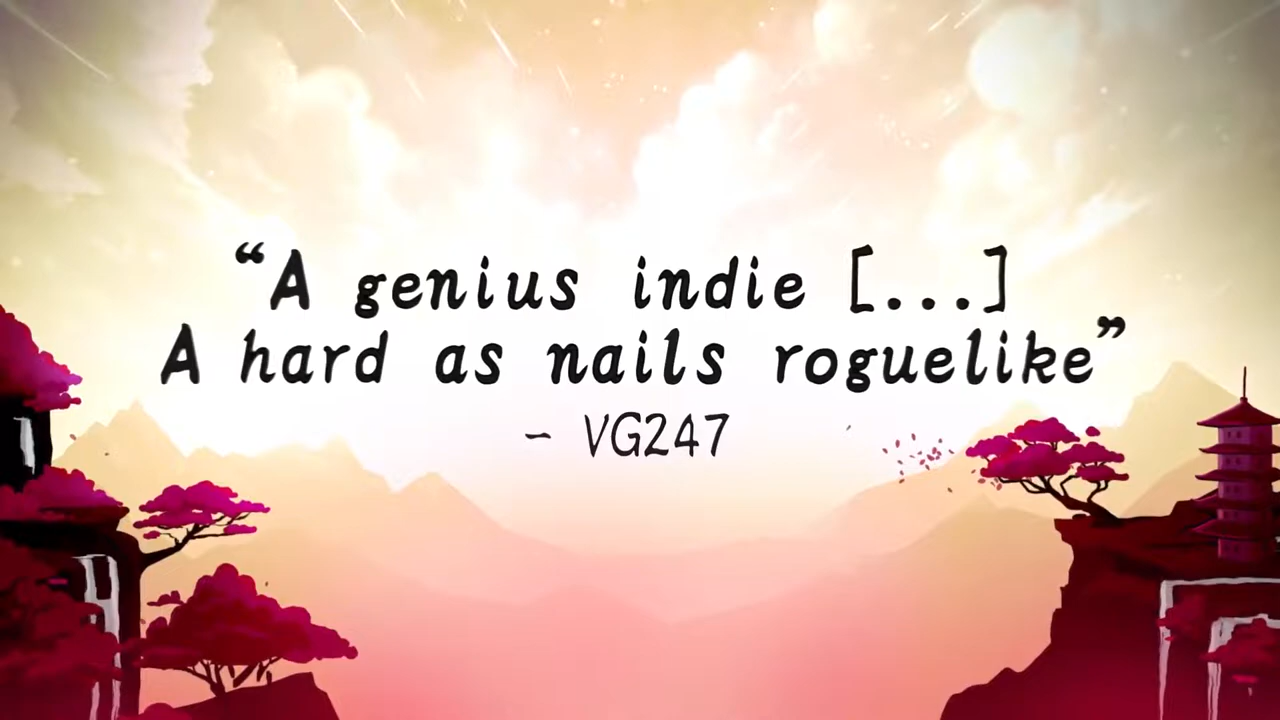 “A genius indie [...]
A hard as nails roguelike”
– VG247